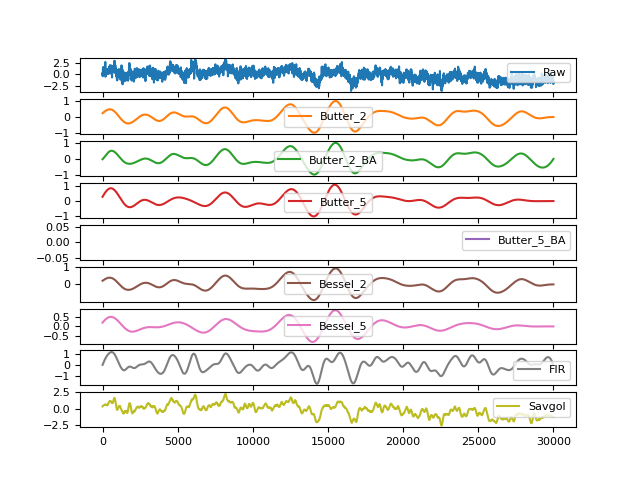 2.5
0.0
−2.5
Raw
1
0
−1
Butter_2
1
0
−1
Butter_2_BA
1
0
−1
Butter_5
0.05
0.00
−0.05
Butter_5_BA
1
0
Bessel_2
0.5
0.0
−0.5
Bessel_5
1
0
−1
FIR
2.5
0.0
−2.5
Savgol
0 5000 10000 15000 20000 25000 30000